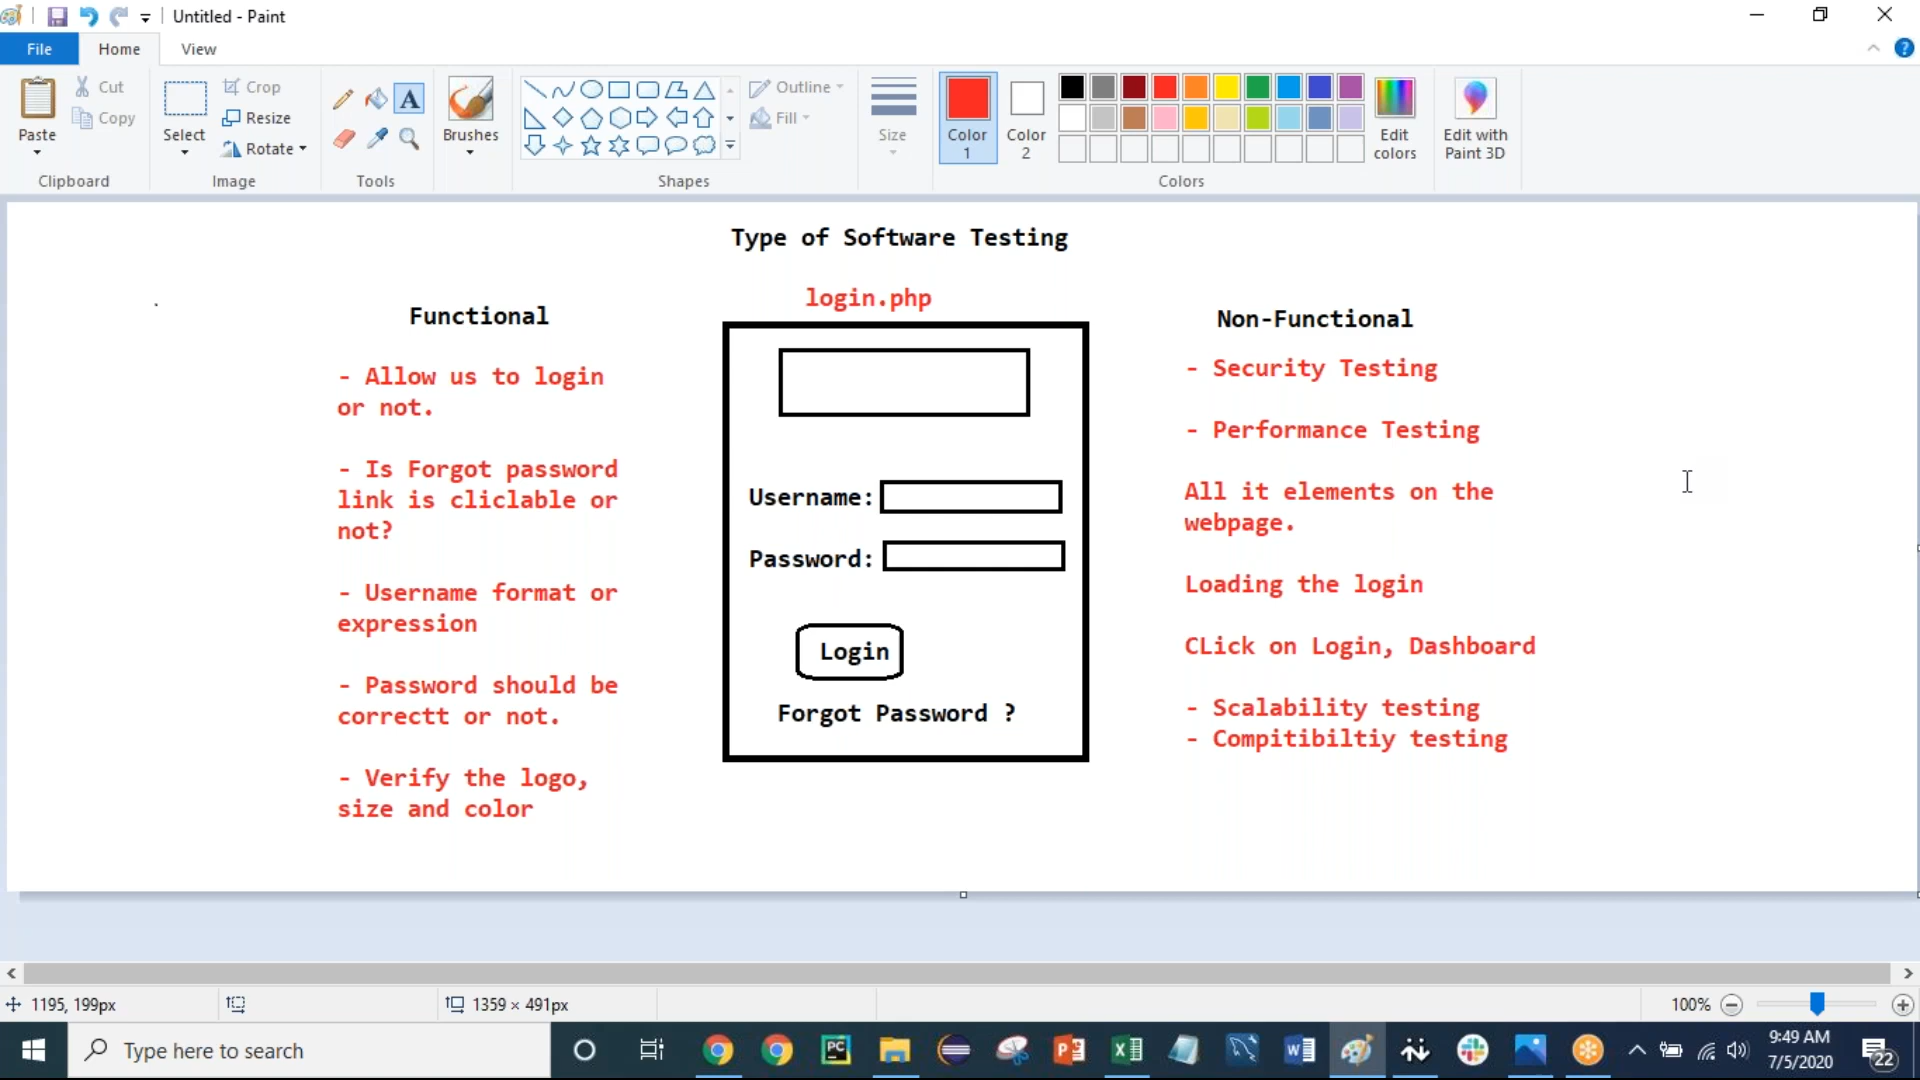 Untitled - Paint
File Home View
Paste
Cut
Copy
Clipboard
Select
Crop
Resize
Rotate
Image
Tools
Brushes
Shapes
Outline
Fill
Size
Color 1
Color 2
Edit colors
Colors
Edit with Paint 3D
Type of Software Testing
login.php
Functional
- Allow us to login
or not.
- Is Forgot password
link is cliclable or
not?
- Username format or
expression
- Password should be
correctt or not.
- Verify the logo,
size and color
Username:
Password:
Login
Forgot Password ?
Non-Functional
- Security Testing
- Performance Testing
All it elements on the
webpage.
Loading the login
CLick on Login, Dashboard
- Scalability testing
- Compitibiltiy testing
1195, 199px
1359 × 491px
100%
Type here to search
9:49 AM
7/5/2020
22